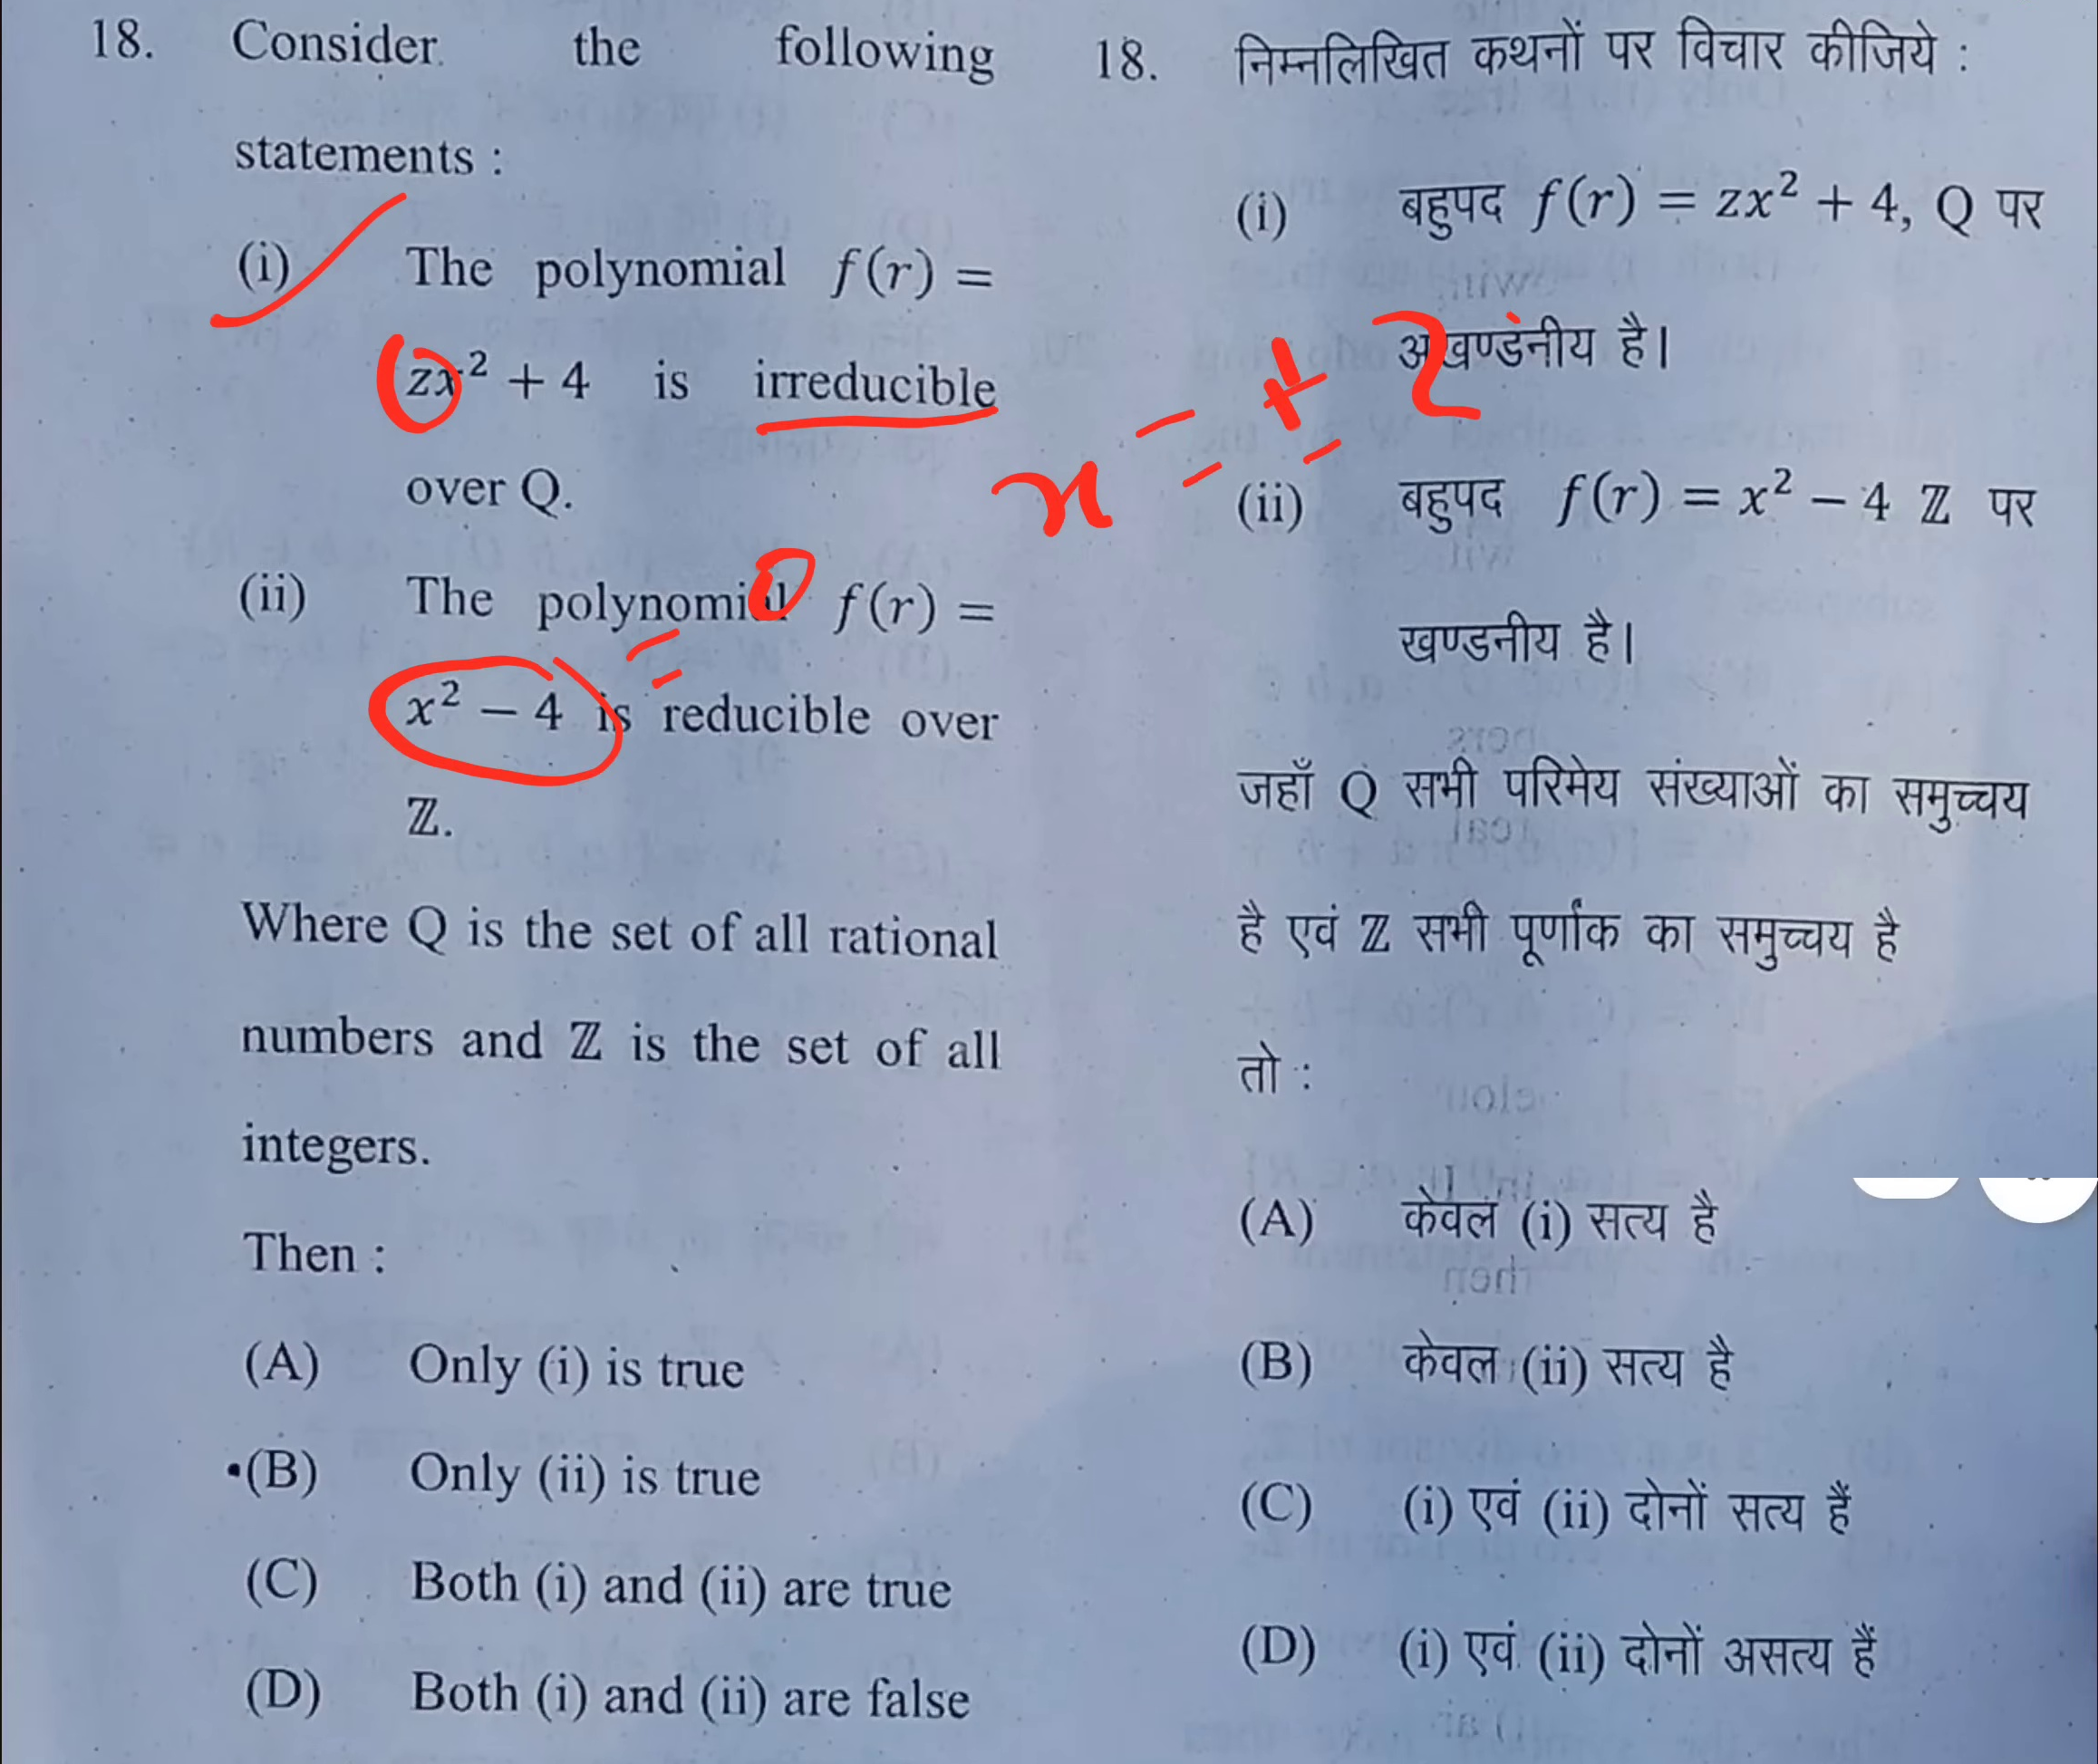 18. Consider the following
statements :
(i) The polynomial f(r) =
zx² + 4 is irreducible
over Q.
(ii) The polynomial f(r) =
x² − 4 is reducible over
ℤ.
Where Q is the set of all rational
numbers and ℤ is the set of all
integers.
Then :
(A) Only (i) is true
(B) Only (ii) is true
(C) Both (i) and (ii) are true
(D) Both (i) and (ii) are false
= 0
x = ± 2
18. निम्नलिखित कथनों पर विचार कीजिये :
(i) बहुपद f(r) = zx² + 4, Q पर
अखण्डनीय है।
(ii) बहुपद f(r) = x² − 4 ℤ पर
खण्डनीय है।
जहाँ Q सभी परिमेय संख्याओं का समुच्चय
है एवं ℤ सभी पूर्णांक का समुच्चय है
तो :
(A) केवल (i) सत्य है
(B) केवल (ii) सत्य है
(C) (i) एवं (ii) दोनों सत्य हैं
(D) (i) एवं (ii) दोनों असत्य हैं